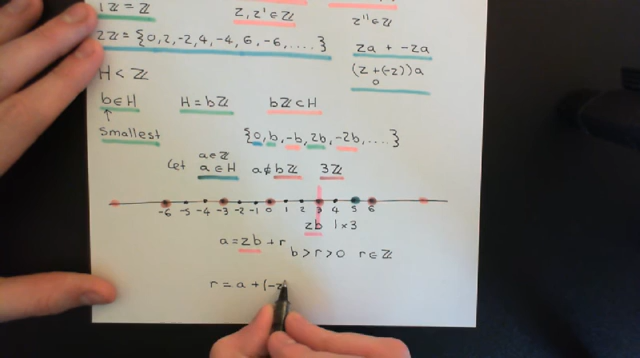 1ℤ = ℤ
z, z' ∈ ℤ
z'' ∈ ℤ
2ℤ = {0, 2, -2, 4, -4, 6, -6, ....}
za + -za
(z + (-z))a
0
H < ℤ
b ∈ H
H = bℤ
bℤ ⊂ H
↑
Smallest
{0, b, -b, 2b, -2b, ....}
Let
a ∈ ℤ
a ∈ H
a ∉ bℤ
3ℤ
-6 -5 -4 -3 -2 -1 0 1 2 3 4 5 6
zb 1 × 3
a = zb + r
b > r > 0 r ∈ ℤ
r = a + (-z